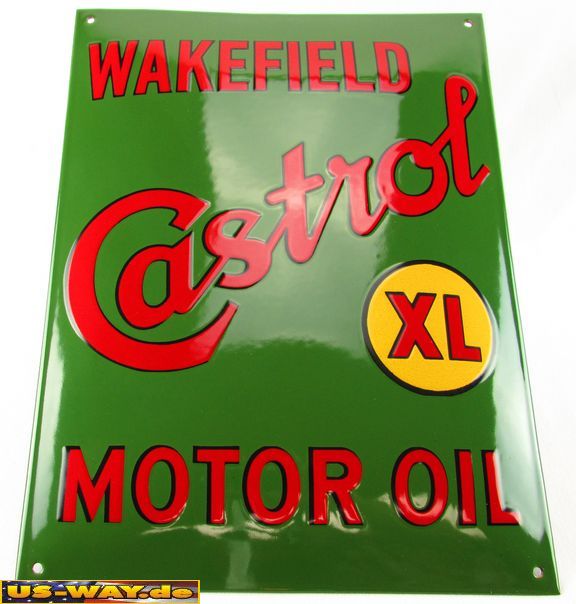 WAKEFIELD
Castrol
XL
MOTOR OIL
US-WAY.de